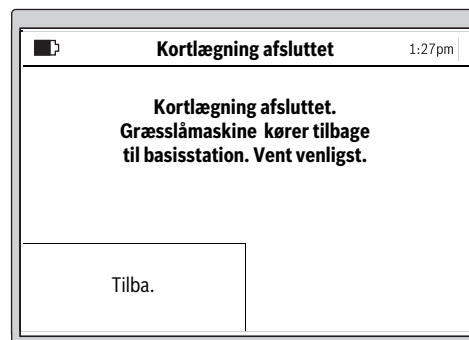 Kortlægning afsluttet 1:27pm
Kortlægning afsluttet.
Græsslåmaskine kører tilbage
til basisstation. Vent venligst.
Tilba.